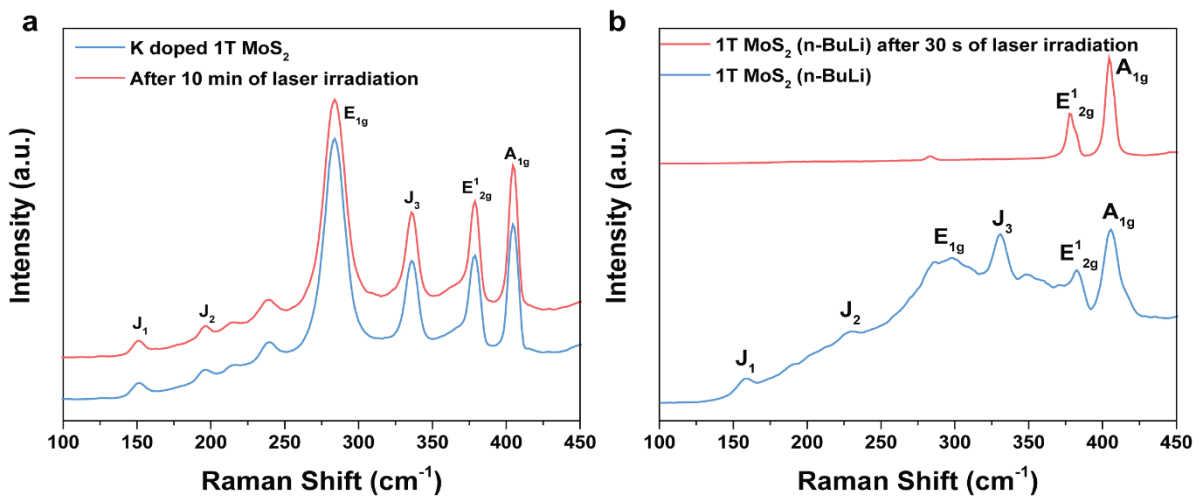 a
K doped 1T MoS₂
After 10 min of laser irradiation
E₁g
A₁g
J₃
E¹₂g
J₂
J₁
Intensity (a.u.)
100 150 200 250 300 350 400 450
Raman Shift (cm⁻¹)
b
1T MoS₂ (n-BuLi) after 30 s of laser irradiation
1T MoS₂ (n-BuLi)
A₁g
E¹₂g
A₁g
J₃
E₁g
E¹₂g
J₂
J₁
Intensity (a.u.)
100 150 200 250 300 350 400 450
Raman Shift (cm⁻¹)